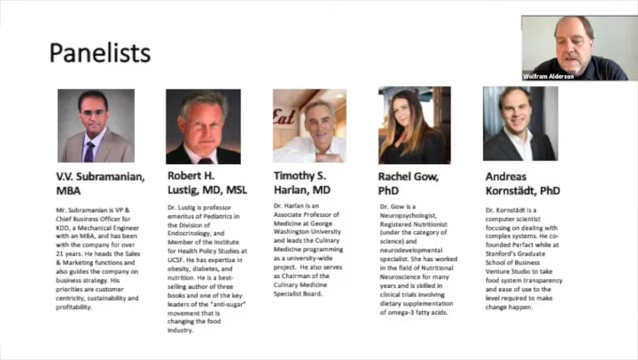 Panelists
Wolfram Alderson
Eat
V.V. Subramanian,
MBA
Mr. Subramanian is VP &
Chief Business Officer for
KDD, a Mechanical Engineer
with an MBA, and has been
with the company for over
21 years. He heads the Sales
& Marketing functions and
also guides the company on
business strategy. His
priorities are customer
centricity, sustainability and
profitability.
Robert H.
Lustig, MD, MSL
Dr. Lustig is professor
emeritus of Pediatrics in
the Division of
Endocrinology, and
Member of the Institute
for Health Policy Studies at
UCSF. He has expertise in
obesity, diabetes, and
nutrition. He is a best-
selling author of three
books and one of the key
leaders of the "anti-sugar"
movement that is
changing the food
industry.
Timothy S.
Harlan, MD
Dr. Harlan is an
Associate Professor of
Medicine at George
Washington University
and leads the Culinary
Medicine programming
as a university-wide
project. He also serves
as Chairman of the
Culinary Medicine
Specialist Board.
Rachel Gow,
PhD
Dr. Gow is a
Neuropsychologist,
Registered Nutritionist
(under the category of
science) and
neurodevelopmental
specialist. She has worked
in the field of Nutritional
Neuroscience for many
years and is skilled in
clinical trials involving
dietary supplementation
of omega-3 fatty acids.
Andreas
Kornstädt, PhD
Dr. Kornstädt is a
computer scientist
focusing on dealing with
complex systems. He co-
founded Perfact while at
Stanford's Graduate
School of Business
Venture Studio to take
food system transparency
and ease of use to the
level required to make
change happen.